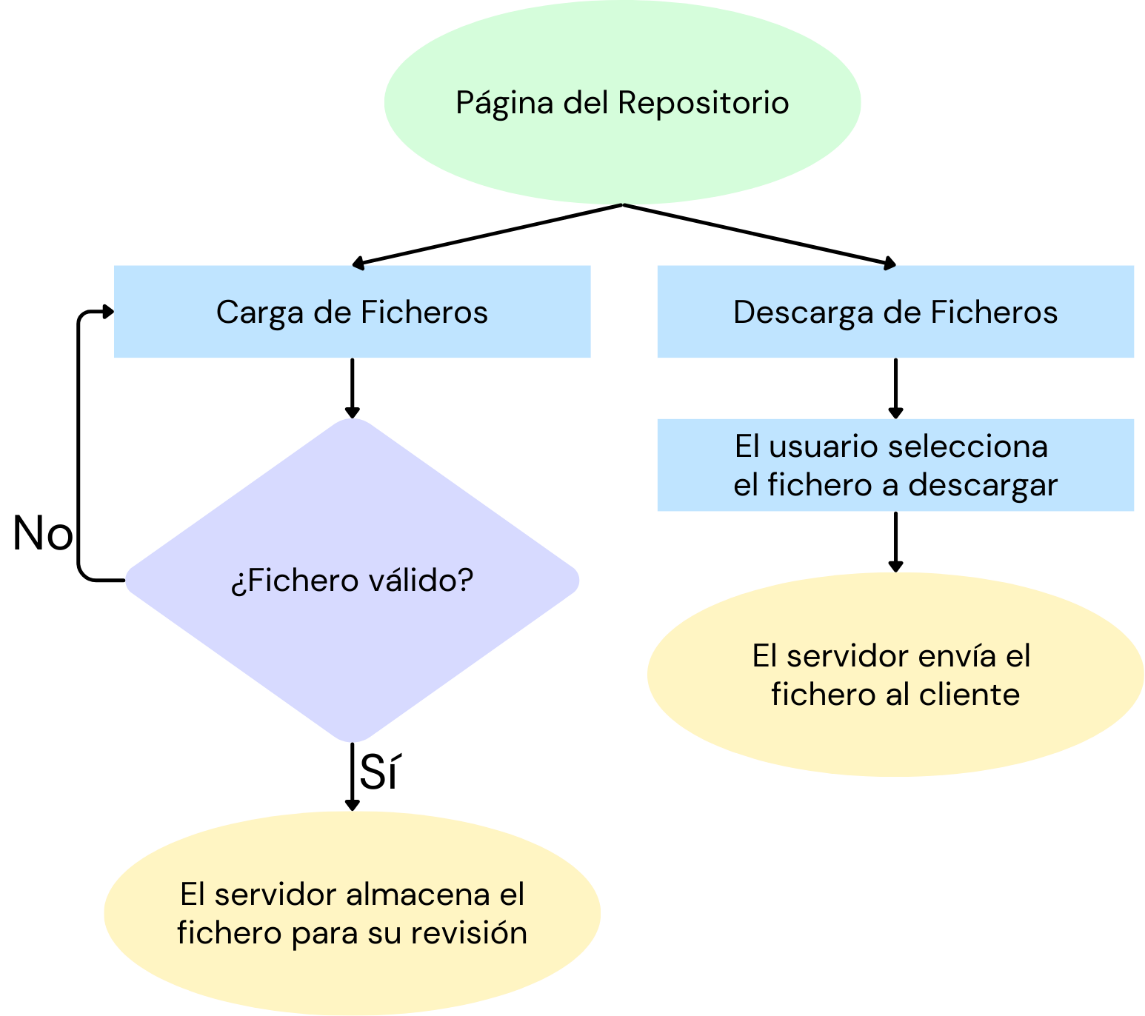 Página del Repositorio
Carga de Ficheros
Descarga de Ficheros
El usuario selecciona
el fichero a descargar
No
¿Fichero válido?
El servidor envía el
fichero al cliente
Sí
El servidor almacena el
fichero para su revisión